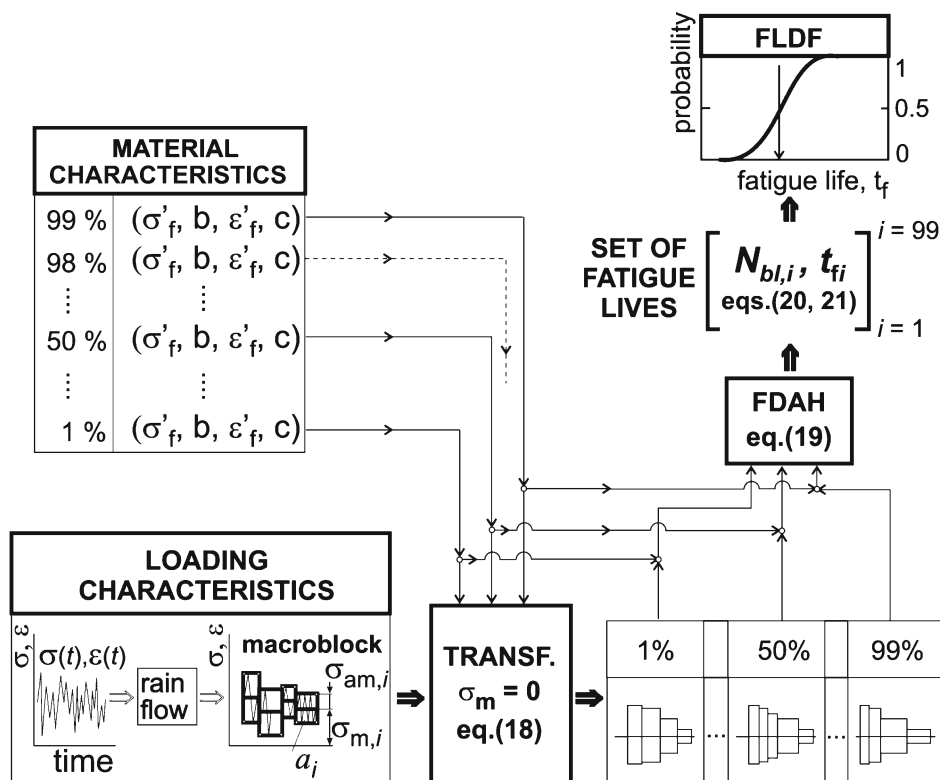 FLDF
probability
1
0.5
0
fatigue life, t_f
MATERIAL
CHARACTERISTICS
99 % (σ'_f, b, ε'_f, c)
98 % (σ'_f, b, ε'_f, c)
...... ......
50 % (σ'_f, b, ε'_f, c)
...... ......
1 % (σ'_f, b, ε'_f, c)
SET OF
FATIGUE
LIVES
i = 99
N_bl,i, t_fi
eqs.(20, 21)
i = 1
FDAH
eq.(19)
LOADING
CHARACTERISTICS
σ, ε
σ(t),ε(t)
time
rain
flow
σ, ε
macroblock
σ_am,i
σ_m,i
a_i
TRANSF.
σ_m = 0
eq.(18)
1% 50% 99%
... ...